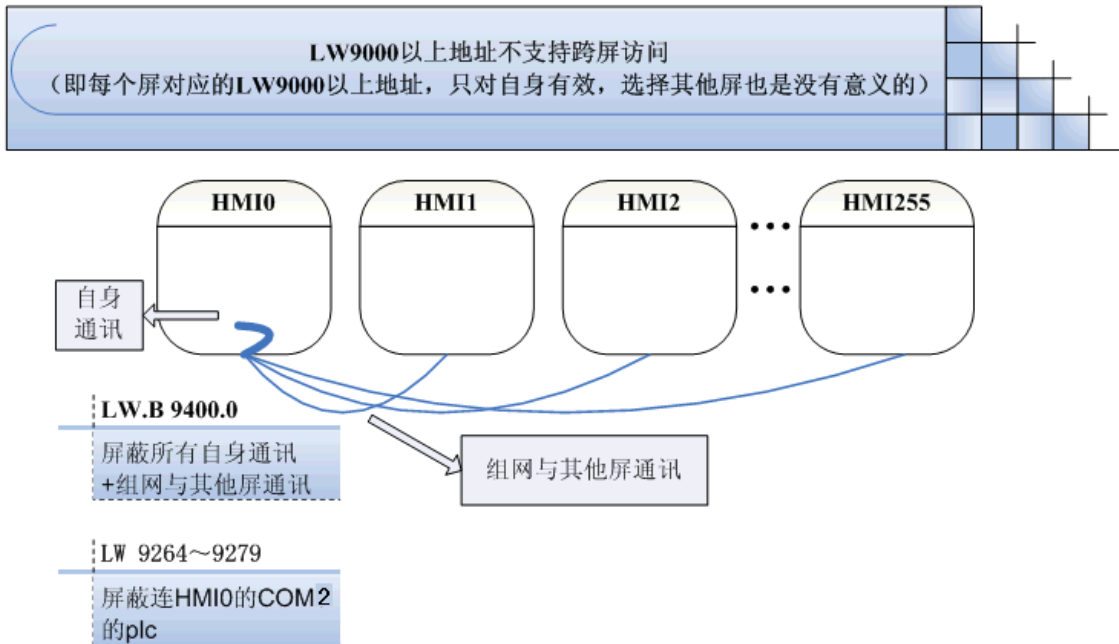 LW9000以上地址不支持跨屏访问
（即每个屏对应的LW9000以上地址，只对自身有效，选择其他屏也是没有意义的）
HMI0
HMI1
HMI2
HMI255
自身
通讯
LW.B 9400.0
屏蔽所有自身通讯
+组网与其他屏通讯
组网与其他屏通讯
LW 9264～9279
屏蔽连HMI0的COM2
的plc